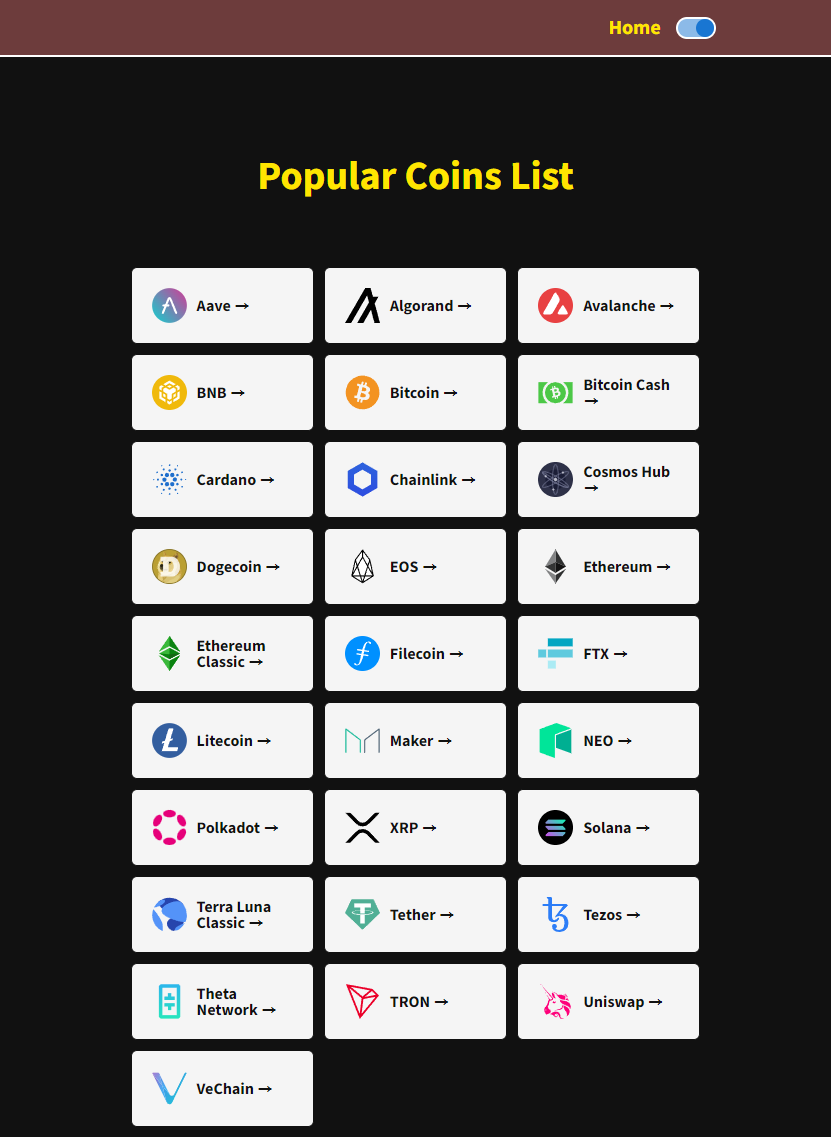 Home
Popular Coins List
Aave →
Algorand →
Avalanche →
BNB →
Bitcoin →
Bitcoin Cash
→
Cardano →
Chainlink →
Cosmos Hub
→
Dogecoin →
EOS →
Ethereum →
Ethereum
Classic →
Filecoin →
FTX →
Litecoin →
Maker →
NEO →
Polkadot →
XRP →
Solana →
Terra Luna
Classic →
Tether →
Tezos →
Theta
Network →
TRON →
Uniswap →
VeChain →